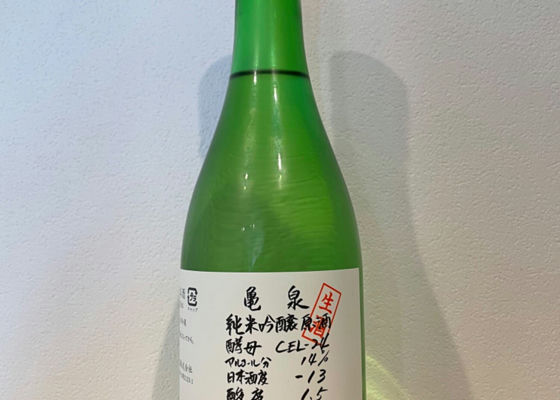 亀泉
生酒
純米吟醸原酒
酵母 CEL-24
アルコール分 14%
日本酒度 -13
酸度 1.5